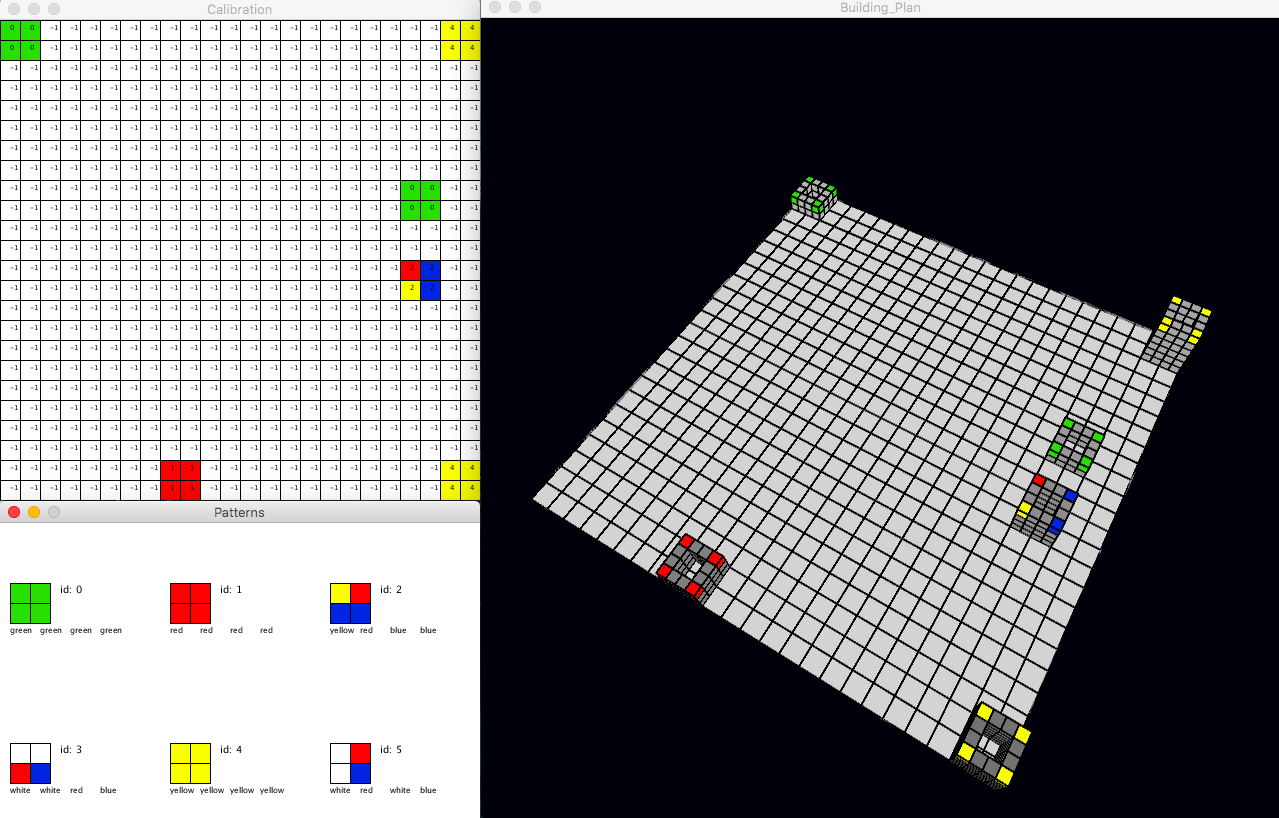 Calibration
0 0 -1 -1 -1 -1 -1 -1 -1 -1 -1 -1 -1 -1 -1 -1 -1 -1 -1 -1 -1 -1 4 4
0 0 -1 -1 -1 -1 -1 -1 -1 -1 -1 -1 -1 -1 -1 -1 -1 -1 -1 -1 -1 -1 4 4
-1 -1 -1 -1 -1 -1 -1 -1 -1 -1 -1 -1 -1 -1 -1 -1 -1 -1 -1 -1 -1 -1 -1 -1
-1 -1 -1 -1 -1 -1 -1 -1 -1 -1 -1 -1 -1 -1 -1 -1 -1 -1 -1 -1 -1 -1 -1 -1
-1 -1 -1 -1 -1 -1 -1 -1 -1 -1 -1 -1 -1 -1 -1 -1 -1 -1 -1 -1 -1 -1 -1 -1
-1 -1 -1 -1 -1 -1 -1 -1 -1 -1 -1 -1 -1 -1 -1 -1 -1 -1 -1 -1 -1 -1 -1 -1
-1 -1 -1 -1 -1 -1 -1 -1 -1 -1 -1 -1 -1 -1 -1 -1 -1 -1 -1 -1 -1 -1 -1 -1
-1 -1 -1 -1 -1 -1 -1 -1 -1 -1 -1 -1 -1 -1 -1 -1 -1 -1 -1 -1 -1 -1 -1 -1
-1 -1 -1 -1 -1 -1 -1 -1 -1 -1 -1 -1 -1 -1 -1 -1 -1 -1 -1 -1 0 0 -1 -1
-1 -1 -1 -1 -1 -1 -1 -1 -1 -1 -1 -1 -1 -1 -1 -1 -1 -1 -1 -1 0 0 -1 -1
-1 -1 -1 -1 -1 -1 -1 -1 -1 -1 -1 -1 -1 -1 -1 -1 -1 -1 -1 -1 -1 -1 -1 -1
-1 -1 -1 -1 -1 -1 -1 -1 -1 -1 -1 -1 -1 -1 -1 -1 -1 -1 -1 -1 -1 -1 -1 -1
-1 -1 -1 -1 -1 -1 -1 -1 -1 -1 -1 -1 -1 -1 -1 -1 -1 -1 -1 -1 2 2 -1 -1
-1 -1 -1 -1 -1 -1 -1 -1 -1 -1 -1 -1 -1 -1 -1 -1 -1 -1 -1 -1 2 2 -1 -1
-1 -1 -1 -1 -1 -1 -1 -1 -1 -1 -1 -1 -1 -1 -1 -1 -1 -1 -1 -1 -1 -1 -1 -1
-1 -1 -1 -1 -1 -1 -1 -1 -1 -1 -1 -1 -1 -1 -1 -1 -1 -1 -1 -1 -1 -1 -1 -1
-1 -1 -1 -1 -1 -1 -1 -1 -1 -1 -1 -1 -1 -1 -1 -1 -1 -1 -1 -1 -1 -1 -1 -1
-1 -1 -1 -1 -1 -1 -1 -1 -1 -1 -1 -1 -1 -1 -1 -1 -1 -1 -1 -1 -1 -1 -1 -1
-1 -1 -1 -1 -1 -1 -1 -1 -1 -1 -1 -1 -1 -1 -1 -1 -1 -1 -1 -1 -1 -1 -1 -1
-1 -1 -1 -1 -1 -1 -1 -1 -1 -1 -1 -1 -1 -1 -1 -1 -1 -1 -1 -1 -1 -1 -1 -1
-1 -1 -1 -1 -1 -1 -1 -1 -1 -1 -1 -1 -1 -1 -1 -1 -1 -1 -1 -1 -1 -1 -1 -1
-1 -1 -1 -1 -1 -1 -1 -1 -1 -1 -1 -1 -1 -1 -1 -1 -1 -1 -1 -1 -1 -1 -1 -1
-1 -1 -1 -1 -1 -1 -1 -1 1 1 -1 -1 -1 -1 -1 -1 -1 -1 -1 -1 -1 -1 4 4
-1 -1 -1 -1 -1 -1 -1 -1 1 1 -1 -1 -1 -1 -1 -1 -1 -1 -1 -1 -1 -1 4 4
Patterns
id: 0
green green green green
id: 1
red red red red
id: 2
yellow red blue blue
id: 3
white white red blue
id: 4
yellow yellow yellow yellow
id: 5
white red white blue
Building_Plan